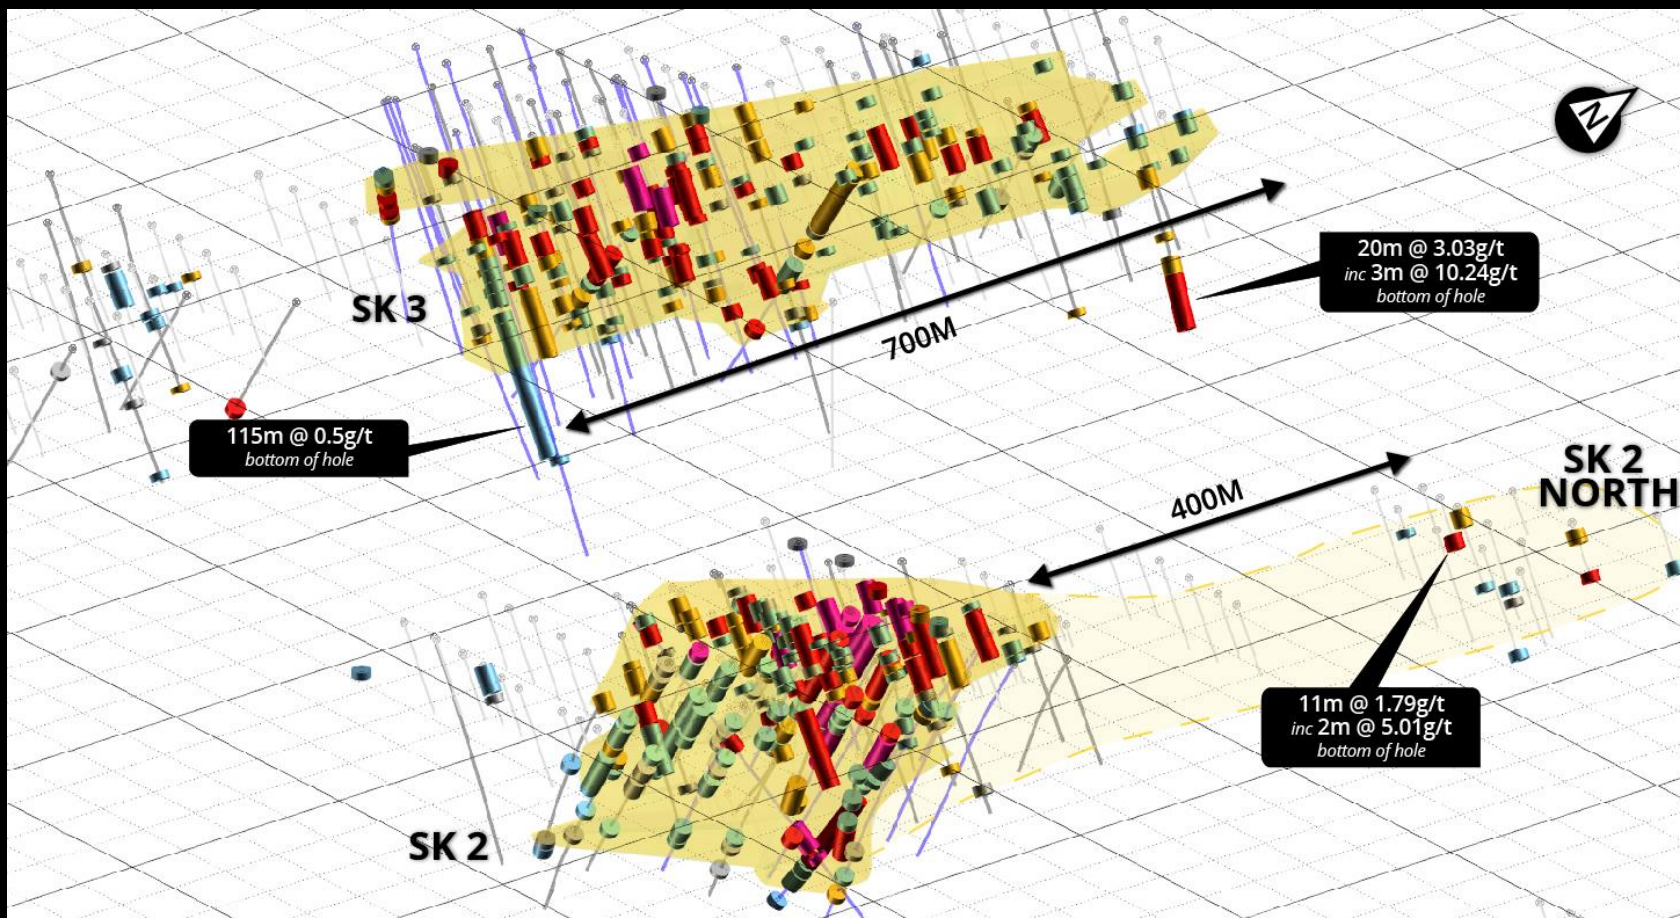 N
20m @ 3.03g/t
inc 3m @ 10.24g/t
bottom of hole
SK 3
700M
115m @ 0.5g/t
bottom of hole
SK 2
NORTH
400M
11m @ 1.79g/t
inc 2m @ 5.01g/t
bottom of hole
SK 2